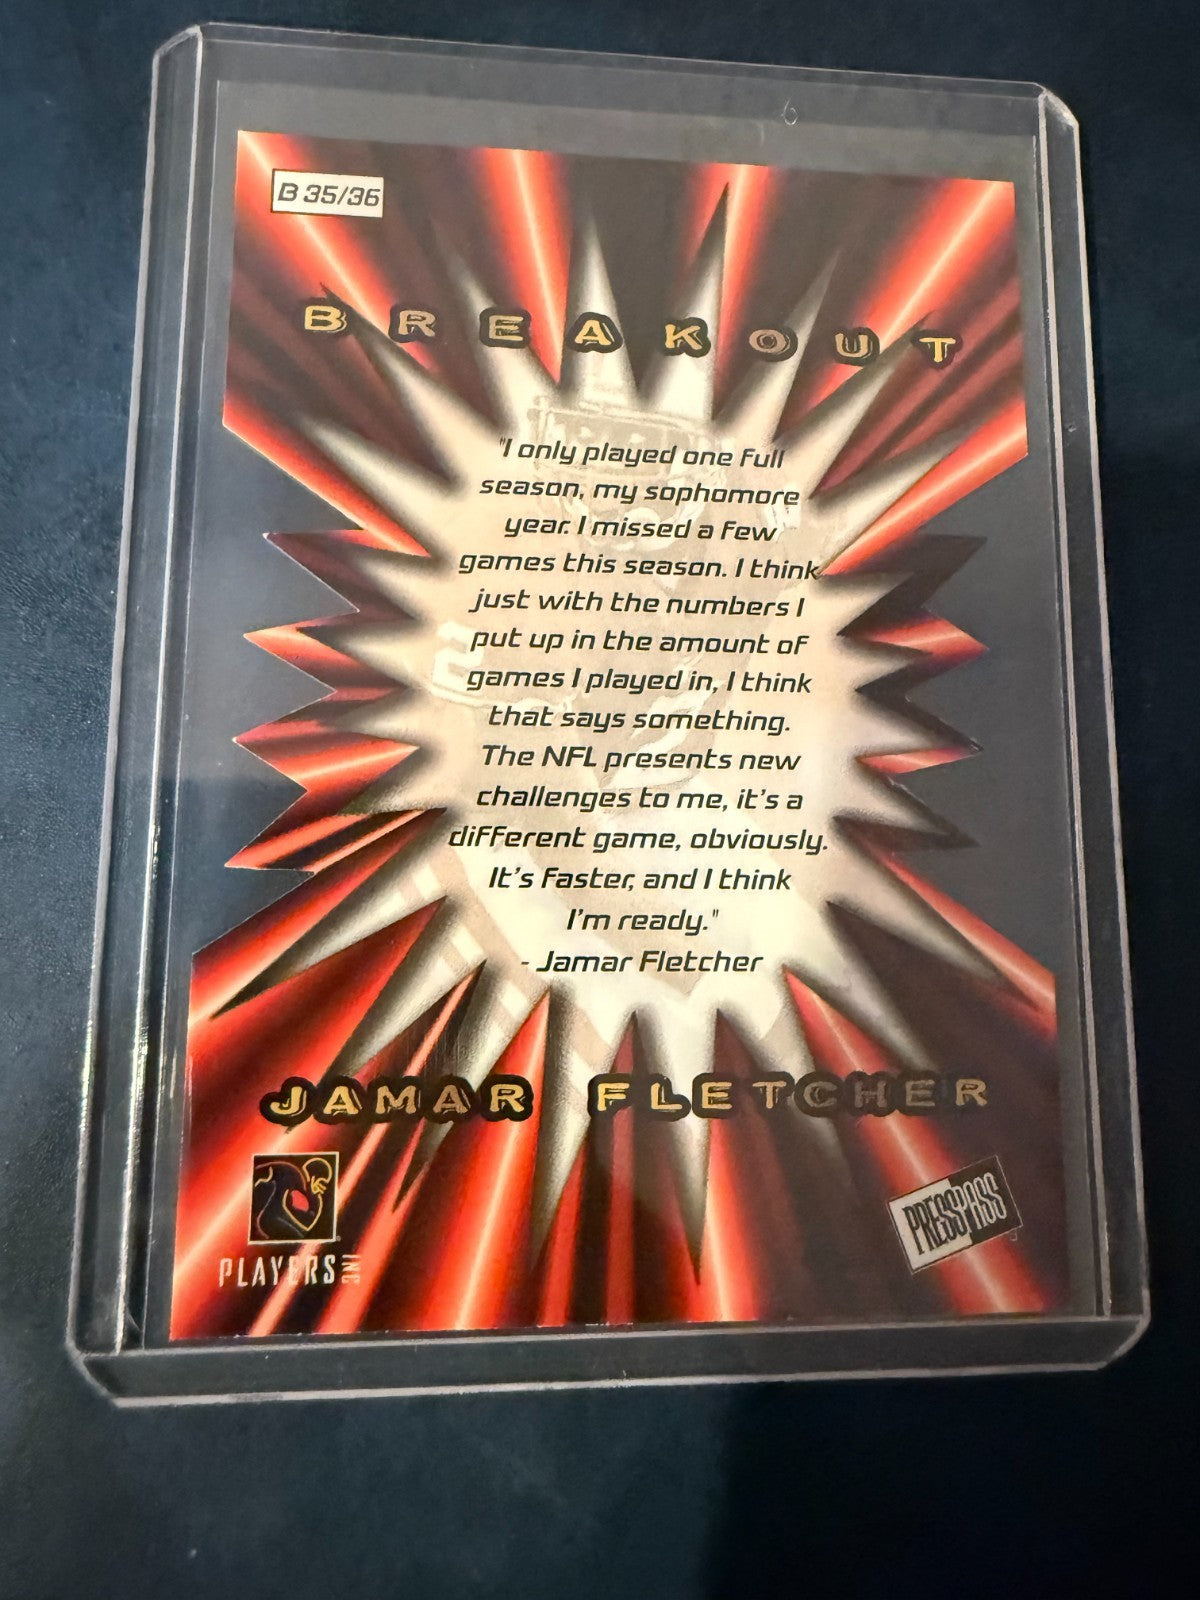 B 35/36
BREAKOUT
"I only played one full
season, my sophomore
year. I missed a few
games this season. I think
just with the numbers I
put up in the amount of
games I played in, I think
that says something.
The NFL presents new
challenges to me, it's a
different game, obviously.
It's faster, and I think
I'm ready."
- Jamar Fletcher
JAMAR FLETCHER
PLAYERS INC
PRESS PASS
2